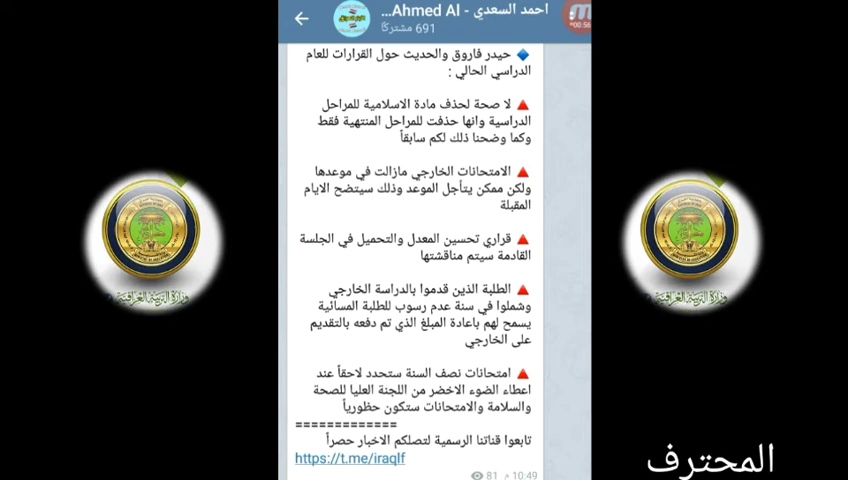 احمد السعدي - Ahmed Al...
691 مشتركًا
00:56
حيدر فاروق والحديث حول القرارات للعام
الدراسي الحالي :
لا صحة لحذف مادة الاسلامية للمراحل
الدراسية وانها حذفت للمراحل المنتهية فقط
وكما وضحنا ذلك لكم سابقاً
الامتحانات الخارجي مازالت في موعدها
ولكن ممكن يتأجل الموعد وذلك سيتضح الايام
المقبلة
قراري تحسين المعدل والتحميل في الجلسة
القادمة سيتم مناقشتها
الطلبة الذين قدموا بالدراسة الخارجي
وشملوا في سنة عدم رسوب للطلبة المسائية
يسمح لهم باعادة المبلغ الذي تم دفعه بالتقديم
على الخارجي
امتحانات نصف السنة ستحدد لاحقاً عند
اعطاء الضوء الاخضر من اللجنة العليا للصحة
والسلامة والامتحانات ستكون حظورياً
=============
تابعوا قناتنا الرسمية لتصلكم الاخبار حصراً
https://t.me/iraqlf
81 10:49 م
وزارة التربية العراقية
وزارة التربية العراقية
المحترف